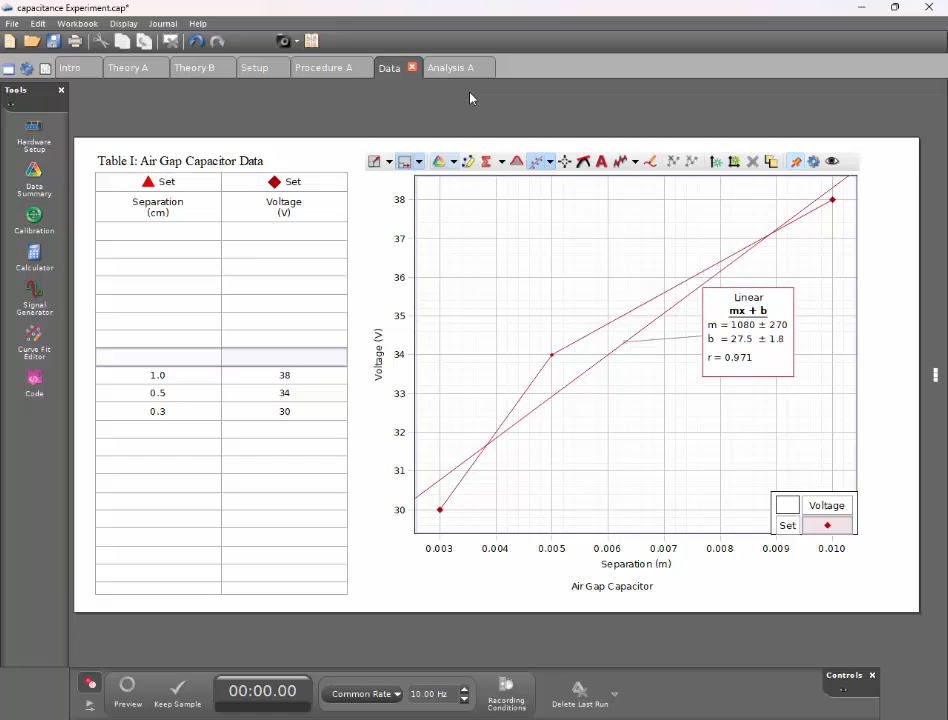 capacitance Experiment.cap*
File Edit Workbook Display Journal Help
Intro Theory A Theory B Setup Procedure A Data Analysis A
Tools
Hardware
Setup
Data
Summary
Calibration
Calculator
Signal
Generator
Curve Fit
Editor
Code
Table I: Air Gap Capacitor Data
Set Set
Separation
(cm)
Voltage
(V)
1.0 38
0.5 34
0.3 30
Voltage (V)
38
37
36
35
34
33
32
31
30
Linear
mx + b
m = 1080 ± 270
b = 27.5 ± 1.8
r = 0.971
Voltage
Set
0.003 0.004 0.005 0.006 0.007 0.008 0.009 0.010
Separation (m)
Air Gap Capacitor
Preview
Keep Sample
00:00.00
Common Rate 10.00 Hz
Recording
Conditions
Delete Last Run
Controls